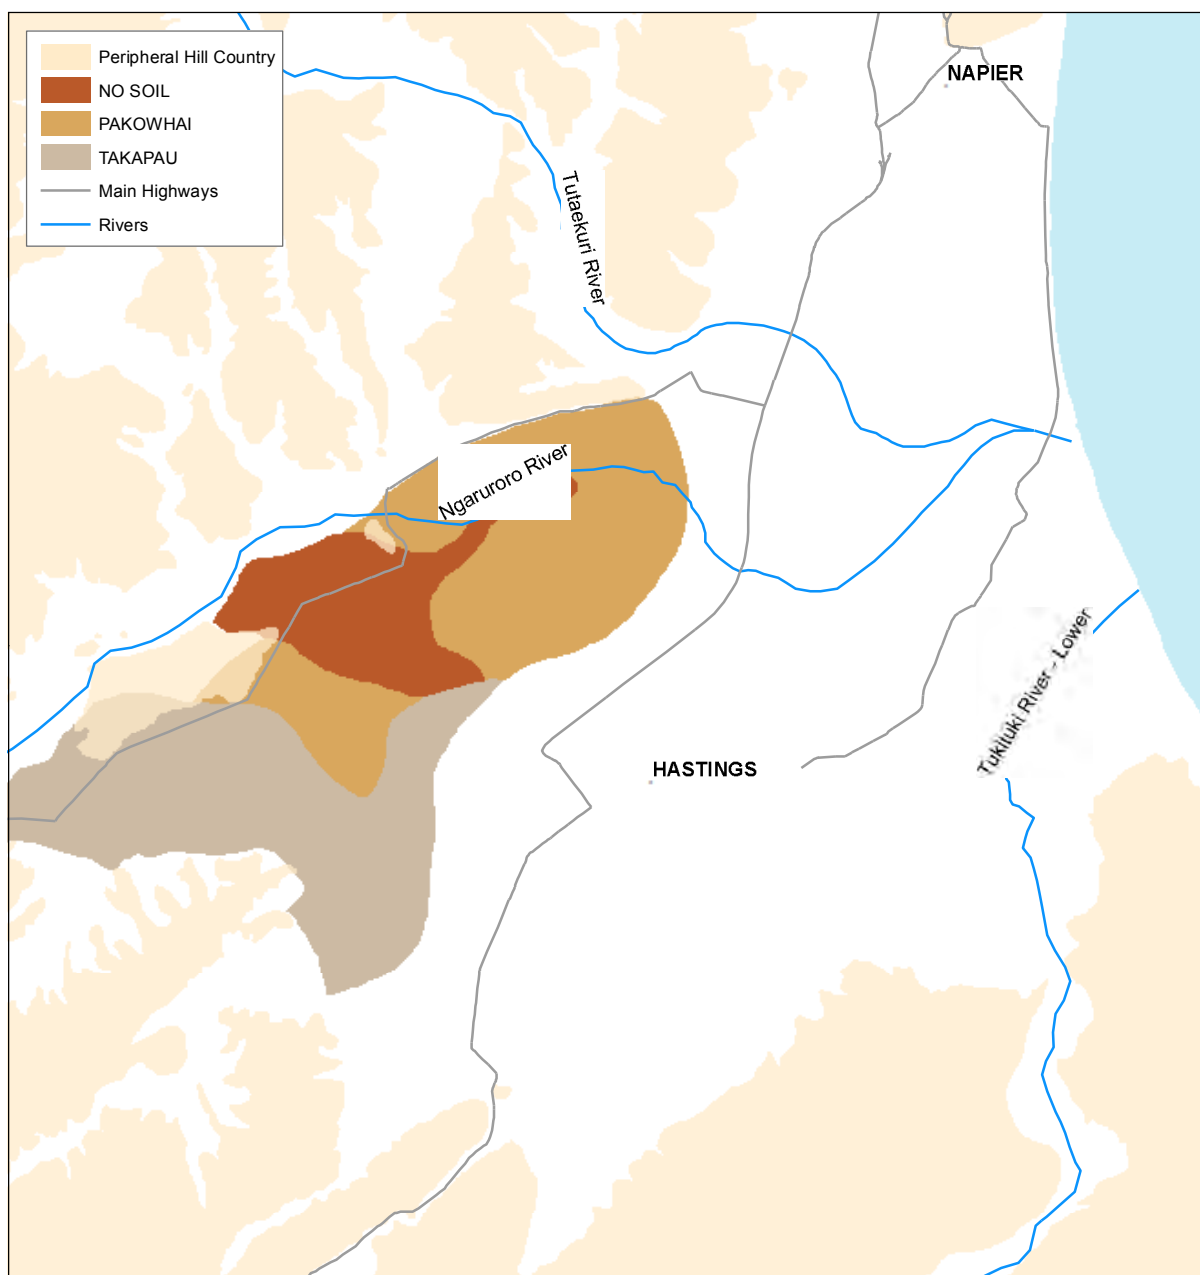 Peripheral Hill Country
NO SOIL
PAKOWHAI
TAKAPAU
Main Highways
Rivers
NAPIER
Tutaekuri River
Ngaruroro River
Tukituki River - Lower
HASTINGS